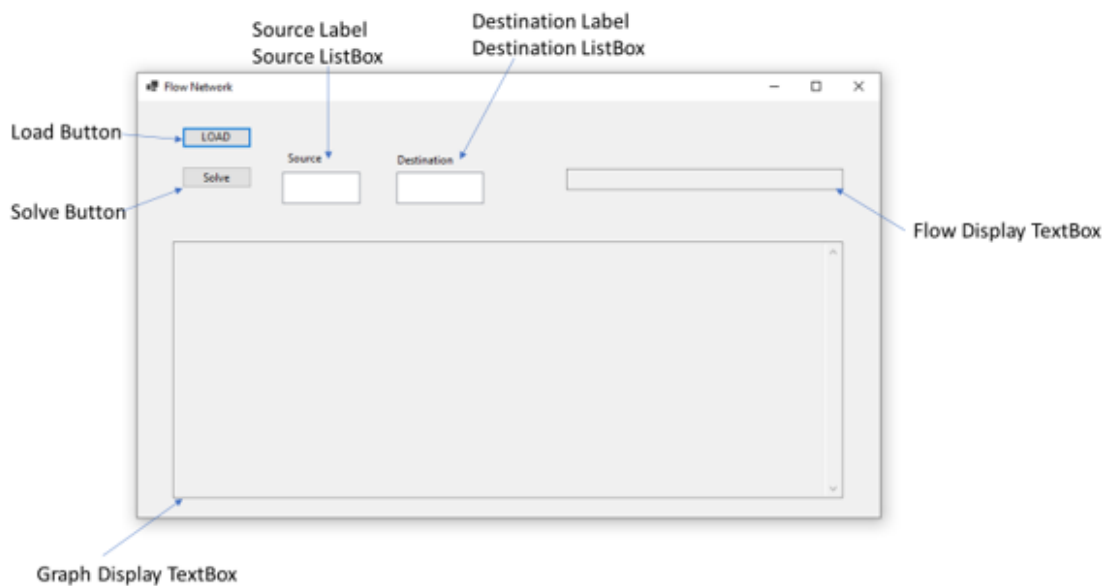 Source Label
Source ListBox
Destination Label
Destination ListBox
Flow Network
Load Button
LOAD
Source
Destination
Solve
Solve Button
Flow Display TextBox
Graph Display TextBox